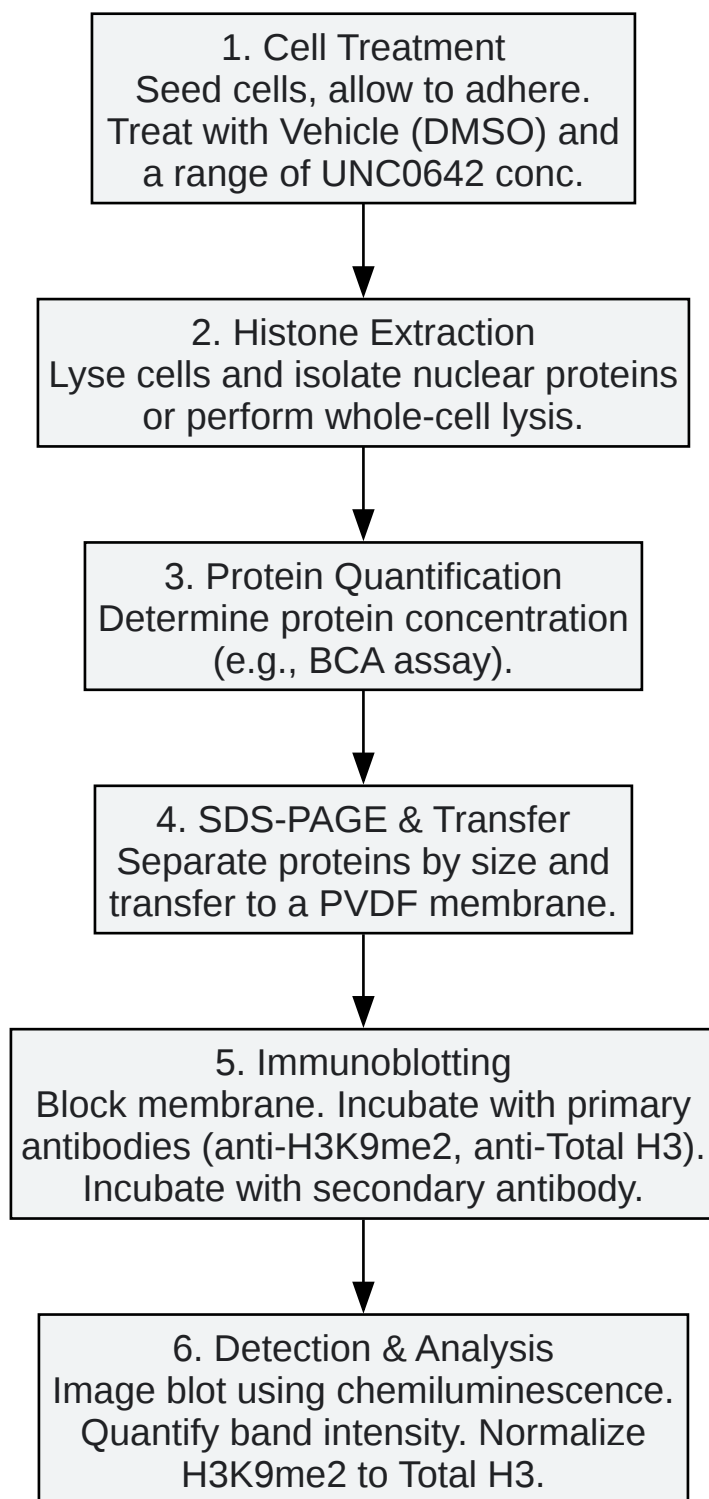 1. Cell Treatment
Seed cells, allow to adhere.
Treat with Vehicle (DMSO) and
a range of UNC0642 conc.
2. Histone Extraction
Lyse cells and isolate nuclear proteins
or perform whole-cell lysis.
3. Protein Quantification
Determine protein concentration
(e.g., BCA assay).
4. SDS-PAGE & Transfer
Separate proteins by size and
transfer to a PVDF membrane.
5. Immunoblotting
Block membrane. Incubate with primary
antibodies (anti-H3K9me2, anti-Total H3).
Incubate with secondary antibody.
6. Detection & Analysis
Image blot using chemiluminescence.
Quantify band intensity. Normalize
H3K9me2 to Total H3.